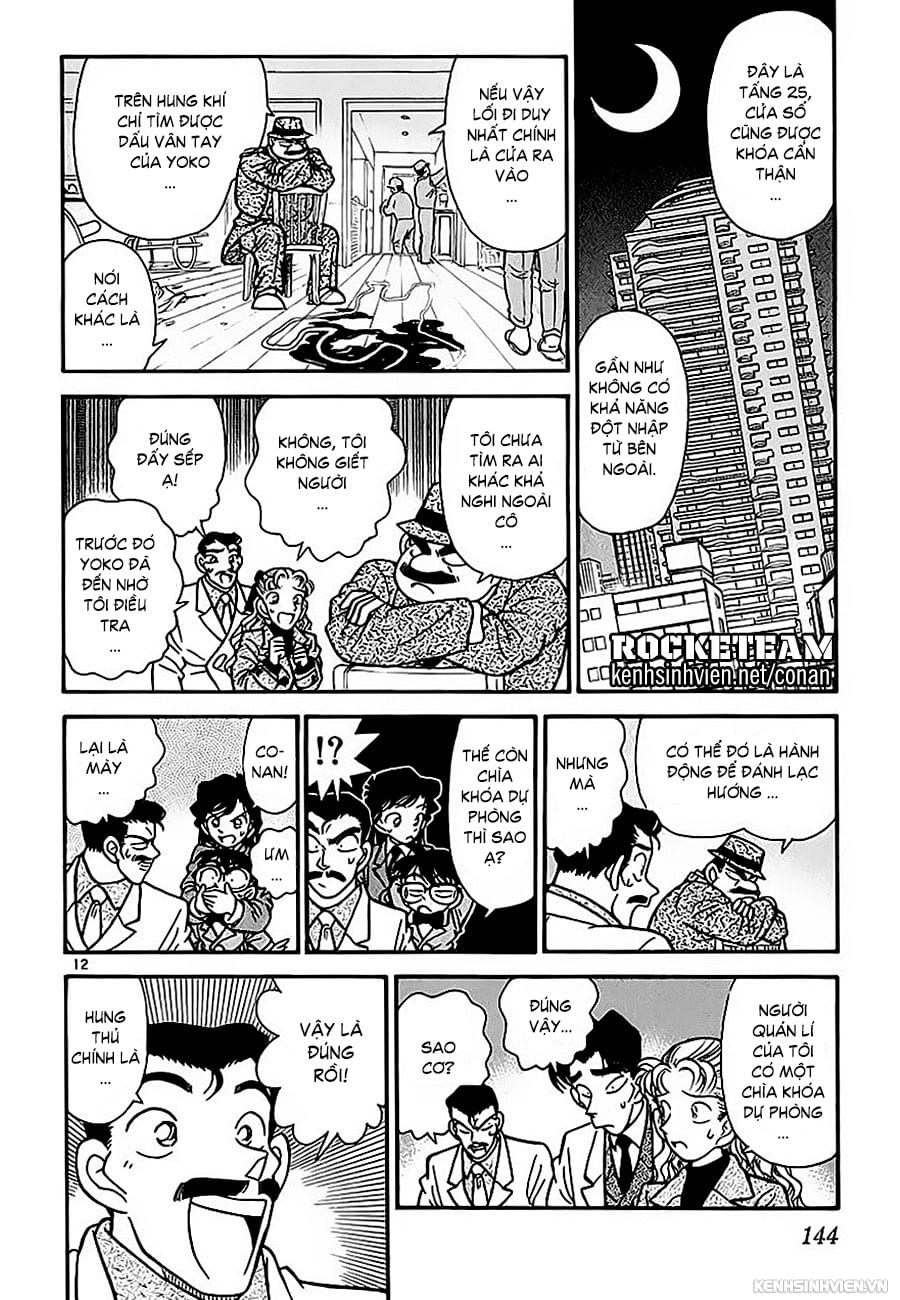 ĐÂY LÀ
TẤNG 25,
CỬA SỔ
CŨNG ĐƯỢC
KHÓA CẨN
THẬN
...
GẦN NHƯ
KHÔNG CÓ
KHẢ NĂNG
ĐỘT NHẬP
TỪ BÊN
NGOÀI.
ROCKETEAM
kenhsinhvien.net/conan
NẾU VẬY
LỐI ĐI DUY
NHẤT CHÍNH
LÀ CỬA RA
VÀO
...
TRÊN HUNG KHÍ
CHỈ TÌM ĐƯỢC
DẤU VÂN TAY
CỦA YOKO
...
NÓI
CÁCH
KHÁC LÀ
...
TÔI CHƯA
TÌM RA AI
KHÁC KHẢ
NGHI NGOÀI
CÔ
...
KHÔNG, TÔI
KHÔNG GIẾT
NGƯỜI
...
ĐÚNG
ĐẤY SẾP
Ạ!
TRƯỚC ĐÓ
YOKO ĐÃ
ĐẾN NHỜ
TÔI ĐIỀU
TRA
...
CÓ THỂ ĐÓ LÀ HÀNH
ĐỘNG ĐỂ ĐÁNH LẠC
HƯỚNG ...
NHƯNG
MÀ ...
THẾ CÒN
CHÌA
KHÓA DỰ
PHÒNG
THÌ SAO
Ạ?
!?
CO-
NAN!
ƯM
...
LẠI LÀ
MÀY
...
12
NGƯỜI
QUẢN LÍ
CỦA TÔI
CƠ MỘT
CHÌA KHÓA
DỰ PHÒNG
...
ĐÚNG
VẬY...
SAO
CƠ?
VẬY LÀ
ĐÚNG
RỒI!
HUNG
THỦ
CHÍNH LÀ
...
144
KENHSINHVIEN.VN